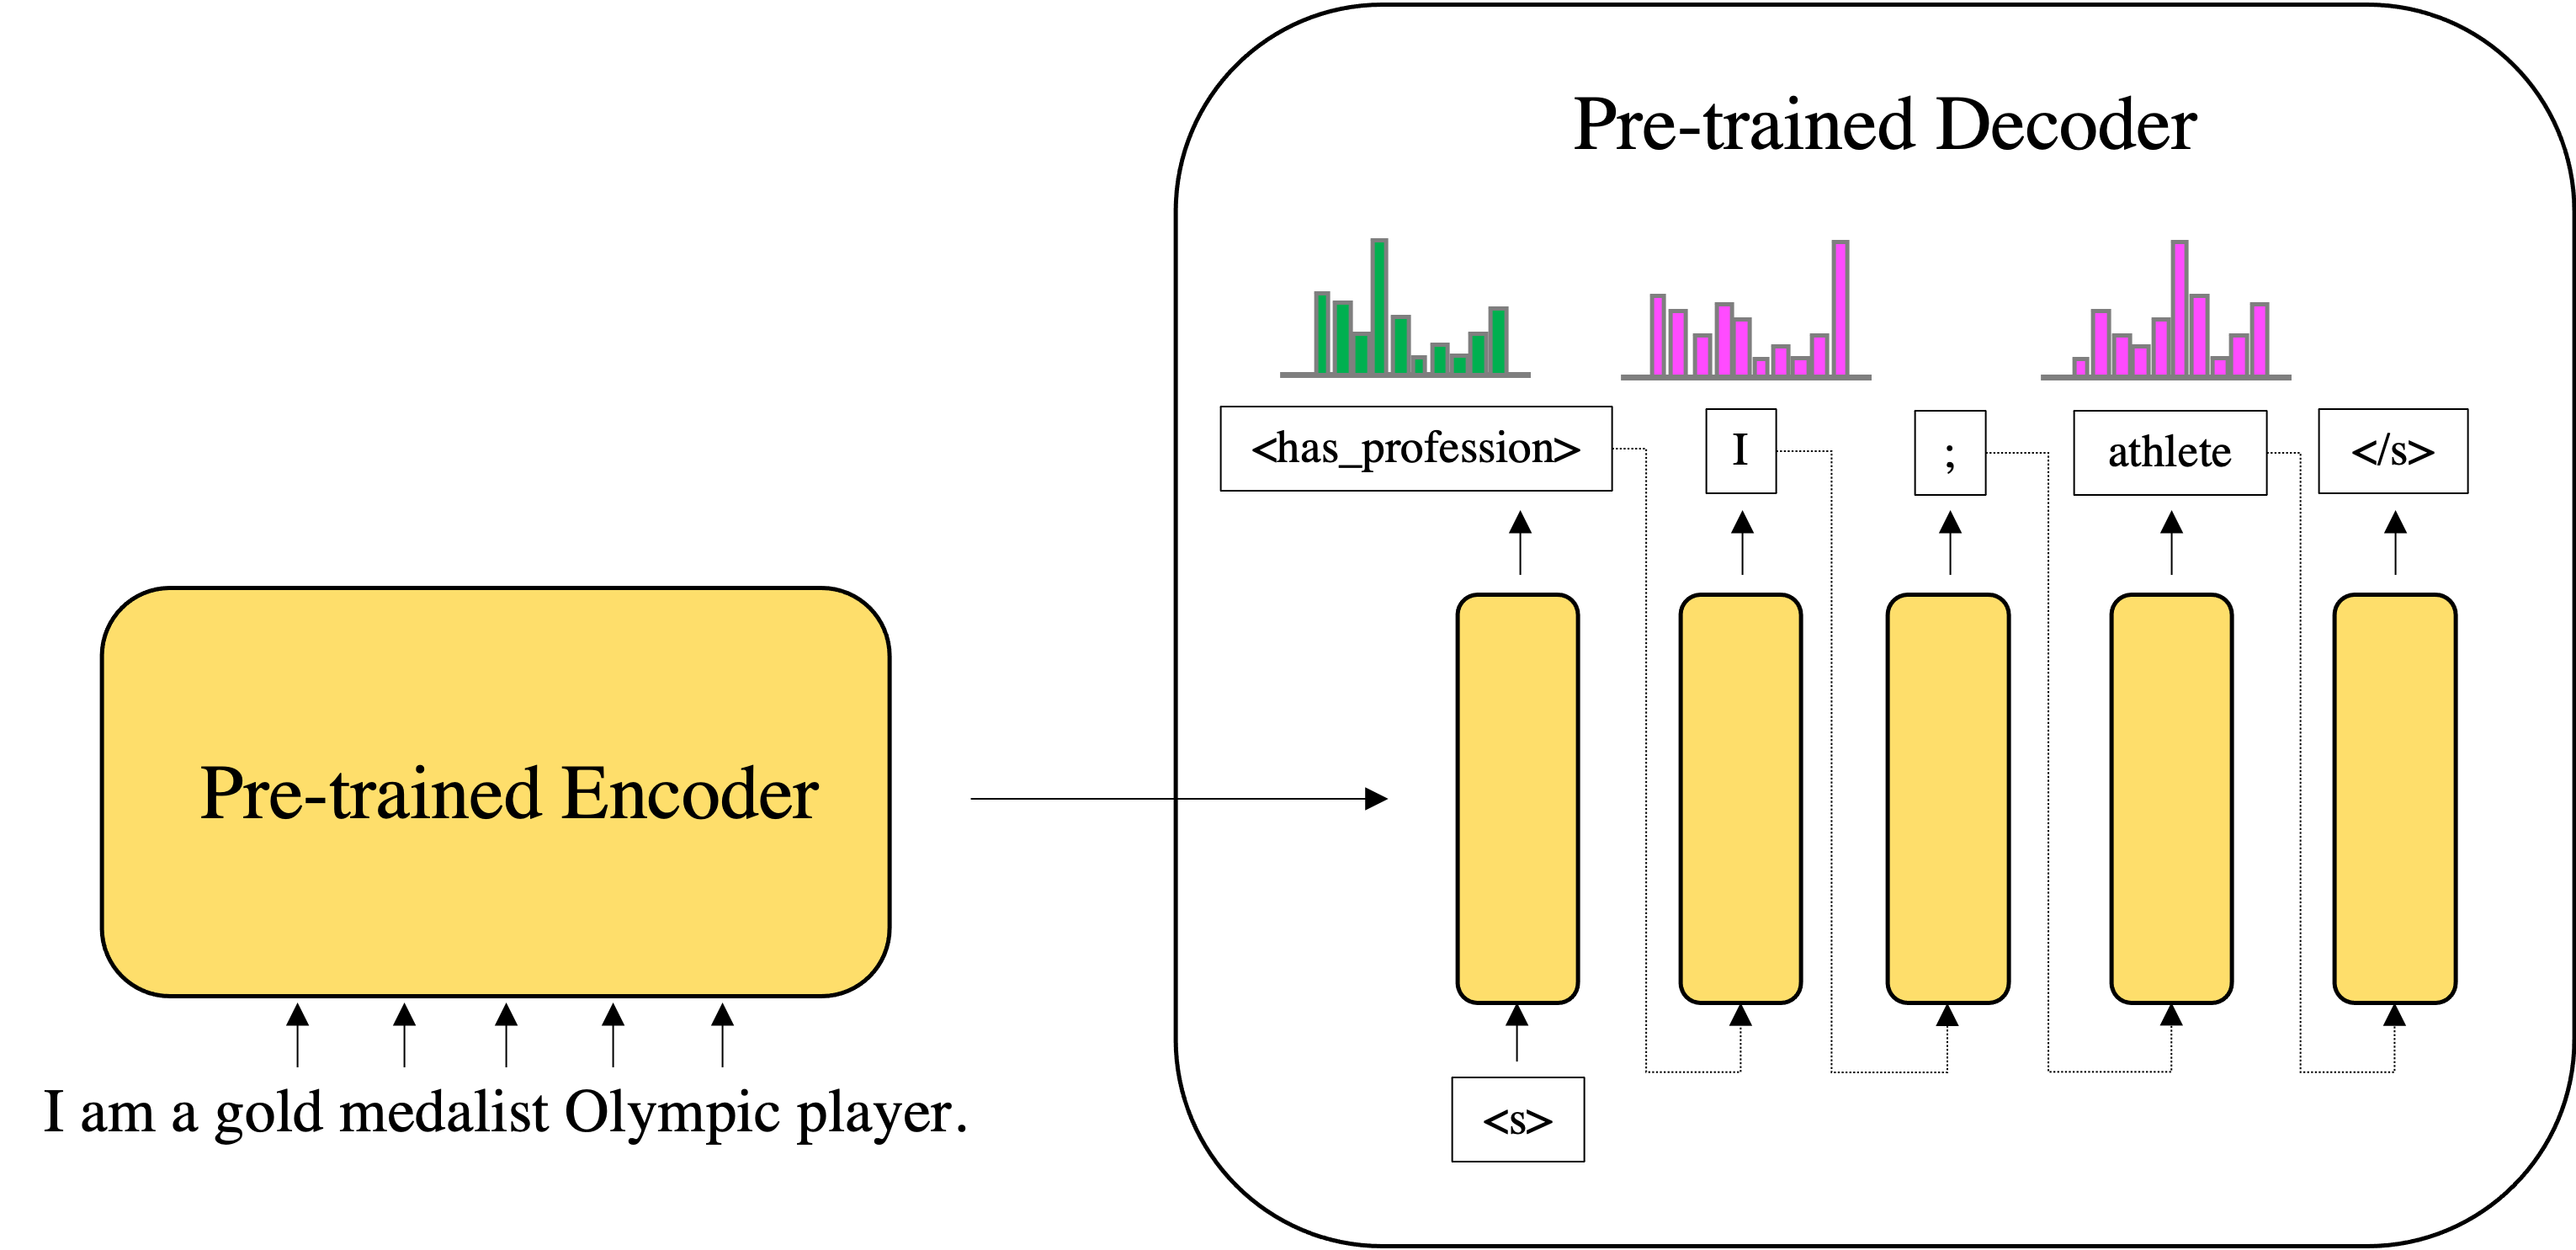 Pre-trained Decoder
<has_profession> I ; athlete </s>
Pre-trained Encoder
I am a gold medalist Olympic player.
<s>